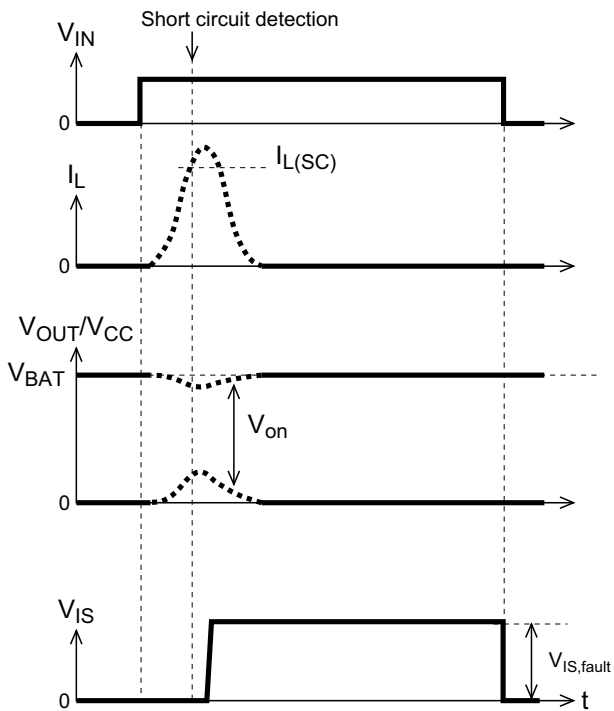 Short circuit detection
V_IN
0
I_L(SC)
I_L
0
V_OUT/V_CC
V_BAT
V_on
0
V_IS
V_IS,fault
0
t